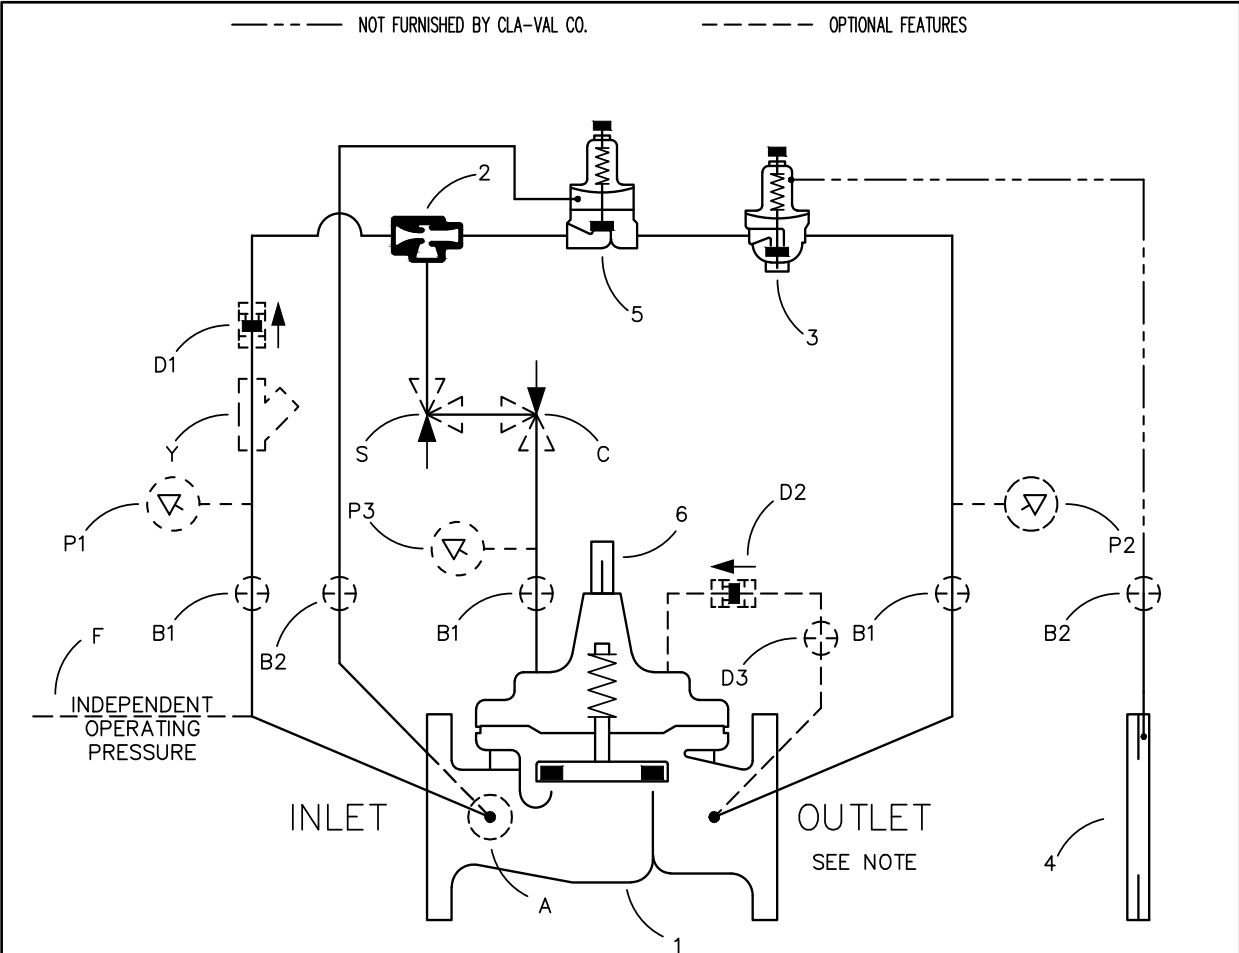 NOT FURNISHED BY CLA-VAL CO.
OPTIONAL FEATURES
2
5
3
D1
S
C
Y
P3
6
D2
P1
P2
B1
B2
B1
B1
B2
D3
F
INDEPENDENT
OPERATING
PRESSURE
INLET
OUTLET
SEE NOTE
4
A
1